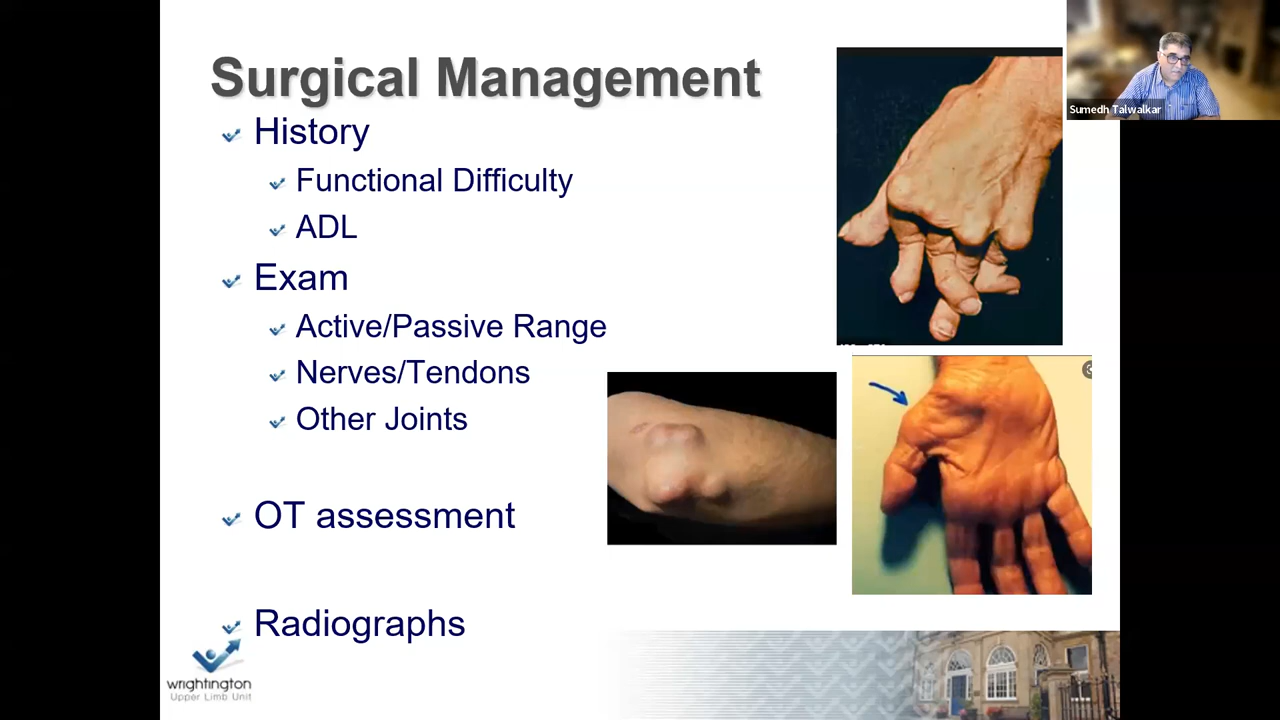 Surgical Management
History
Functional Difficulty
ADL
Exam
Active/Passive Range
Nerves/Tendons
Other Joints
OT assessment
Radiographs
wrightington
Upper Limb Unit
Sumedh Talwalkar